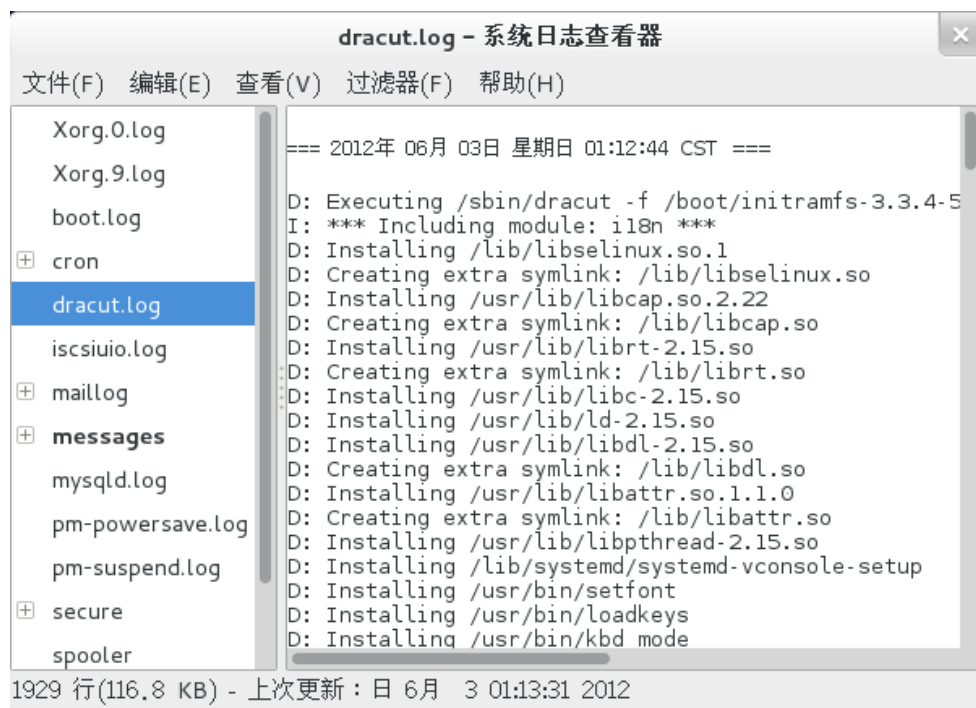 dracut.log – 系统日志查看器
文件(F) 编辑(E) 查看(V) 过滤器(F) 帮助(H)
Xorg.0.log
Xorg.9.log
boot.log
cron
dracut.log
iscsiuio.log
maillog
messages
mysqld.log
pm-powersave.log
pm-suspend.log
secure
spooler
=== 2012年 06月 03日 星期日 01:12:44 CST ===
D: Executing /sbin/dracut -f /boot/initramfs-3.3.4-5
I: *** Including module: i18n ***
D: Installing /lib/libselinux.so.1
D: Creating extra symlink: /lib/libselinux.so
D: Installing /usr/lib/libcap.so.2.22
D: Creating extra symlink: /lib/libcap.so
D: Installing /usr/lib/librt-2.15.so
D: Creating extra symlink: /lib/librt.so
D: Installing /usr/lib/libc-2.15.so
D: Installing /usr/lib/ld-2.15.so
D: Installing /usr/lib/libdl-2.15.so
D: Creating extra symlink: /lib/libdl.so
D: Installing /usr/lib/libattr.so.1.1.0
D: Creating extra symlink: /lib/libattr.so
D: Installing /usr/lib/libpthread-2.15.so
D: Installing /lib/systemd/systemd-vconsole-setup
D: Installing /usr/bin/setfont
D: Installing /usr/bin/loadkeys
D: Installing /usr/bin/kbd_mode
1929 行(116.8 KB) - 上次更新：日 6月 3 01:13:31 2012